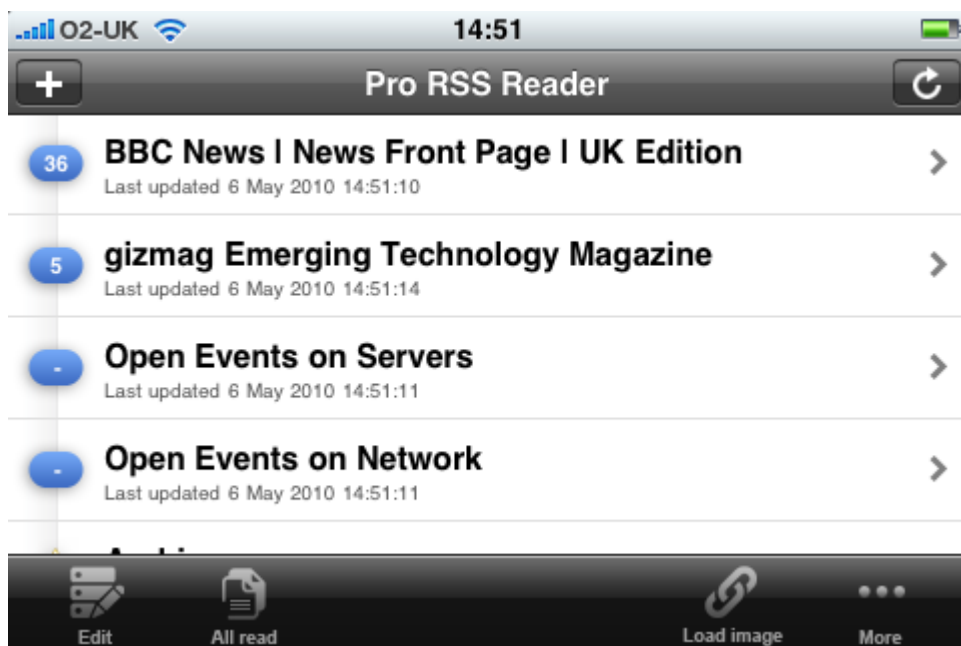 O2-UK 14:51
+ Pro RSS Reader
36 BBC News | News Front Page | UK Edition
Last updated 6 May 2010 14:51:10
5 gizmag Emerging Technology Magazine
Last updated 6 May 2010 14:51:14
- Open Events on Servers
Last updated 6 May 2010 14:51:11
- Open Events on Network
Last updated 6 May 2010 14:51:11
Edit All read Load image More